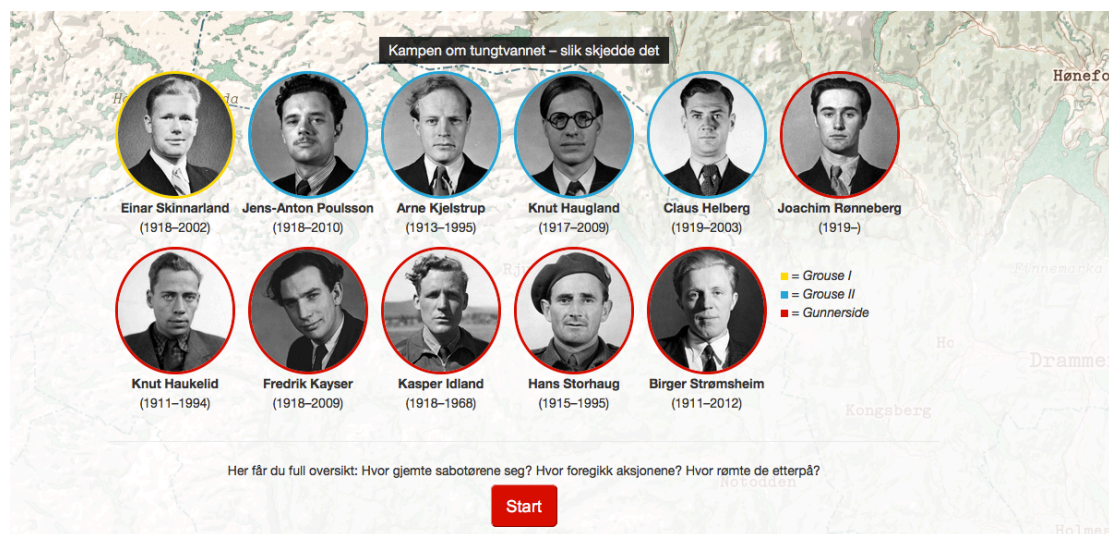 Kampen om tungtvannet – slik skjedde det
Einar Skinnarland
(1918–2002)
Jens-Anton Poulsson
(1918–2010)
Arne Kjelstrup
(1913–1995)
Knut Haugland
(1917–2009)
Claus Helberg
(1919–2003)
Joachim Rønneberg
(1919–)
Knut Haukelid
(1911–1994)
Fredrik Kayser
(1918–2009)
Kasper Idland
(1918–1968)
Hans Storhaug
(1915–1995)
Birger Strømsheim
(1911–2012)
= Grouse I
= Grouse II
= Gunnerside
Kongsberg
Notodden
Her får du full oversikt: Hvor gjemte sabotørene seg? Hvor foregikk aksjonene? Hvor rømte de etterpå?
Start